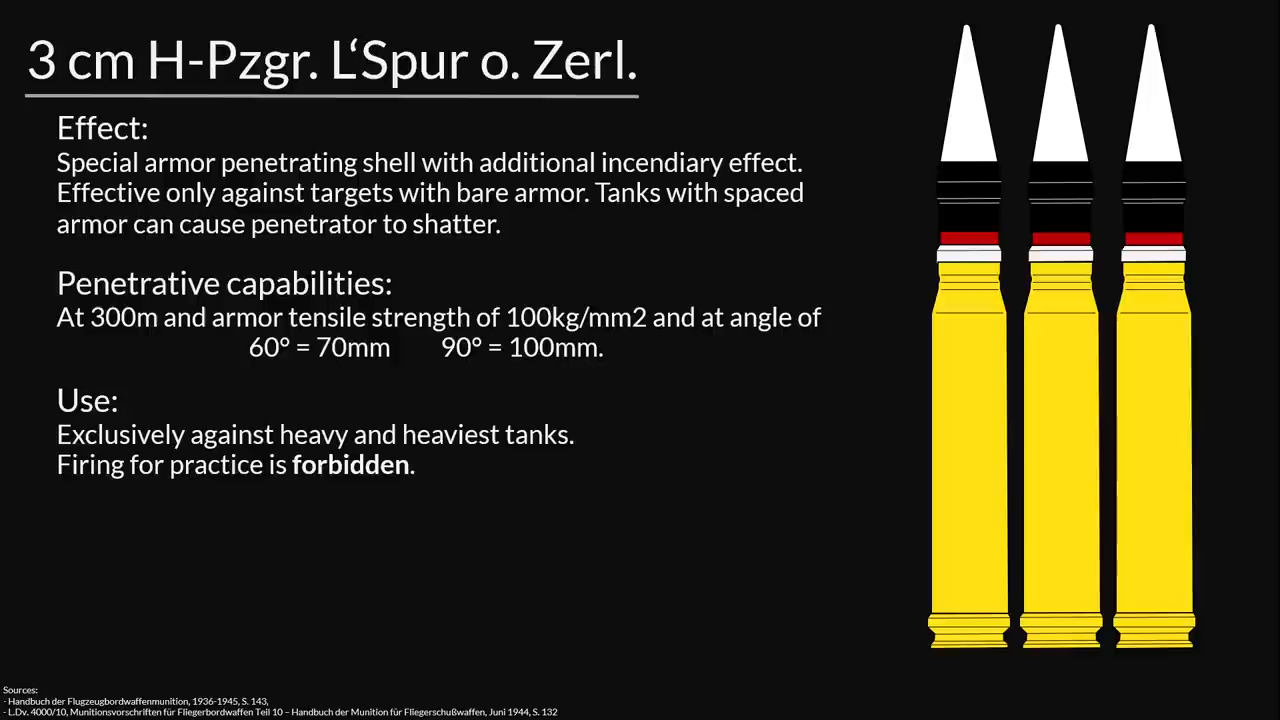 3 cm H-Pzgr. L‘Spur o. Zerl.
Effect:
Special armor penetrating shell with additional incendiary effect.
Effective only against targets with bare armor. Tanks with spaced
armor can cause penetrator to shatter.
Penetrative capabilities:
At 300m and armor tensile strength of 100kg/mm2 and at angle of
60° = 70mm 90° = 100mm.
Use:
Exclusively against heavy and heaviest tanks.
Firing for practice is forbidden.
Sources:
- Handbuch der Flugzeugbordwaffenmunition, 1936-1945, S. 143,
- L.Dv. 4000/10, Munitionsvorschriften für Fliegerbordwaffen Teil 10 – Handbuch der Munition für Fliegerschußwaffen, Juni 1944, S. 132